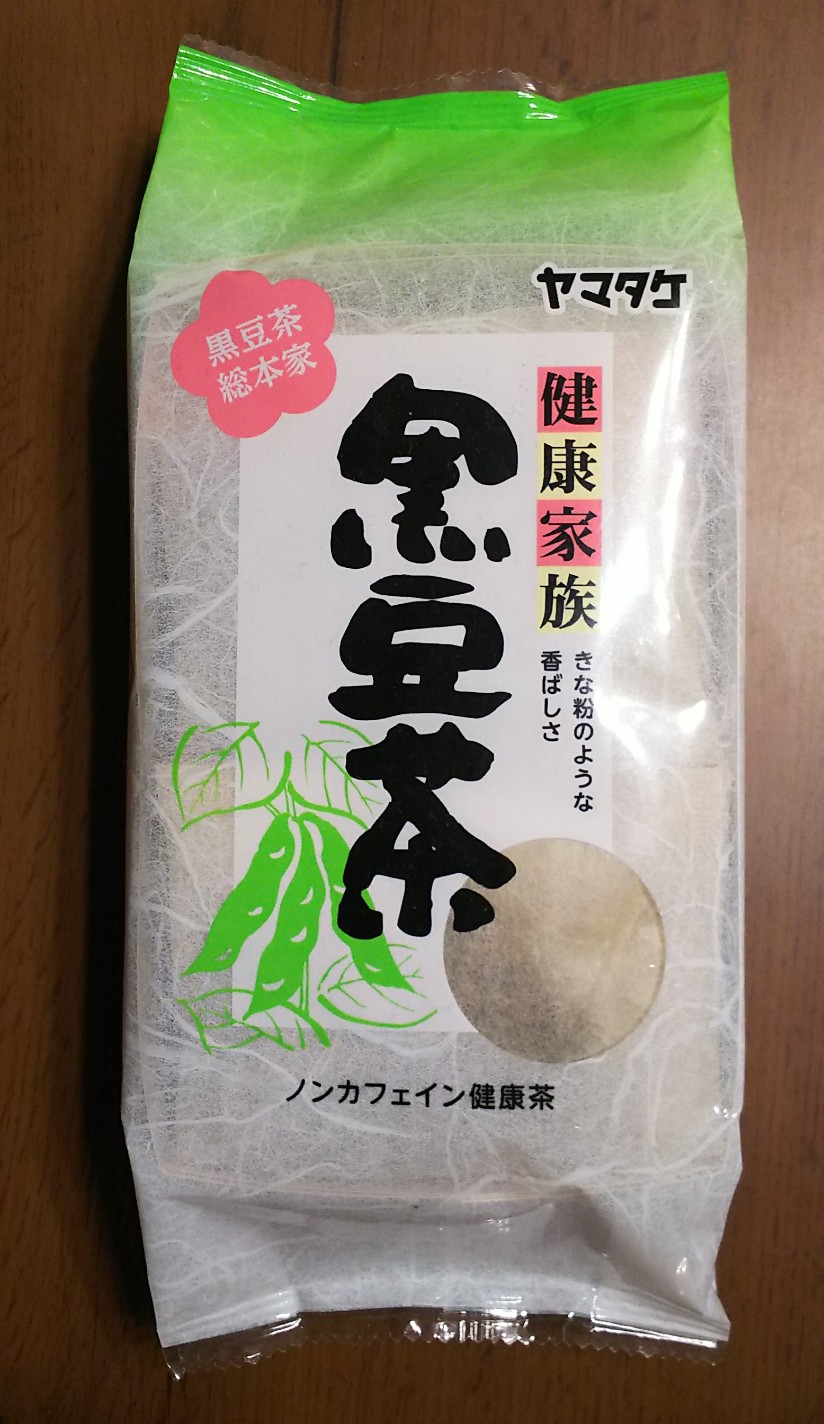 ヤマタケ
黒豆茶
総本家
健康家族
きな粉のような
香ばしさ
黒豆茶
ノンカフェイン健康茶